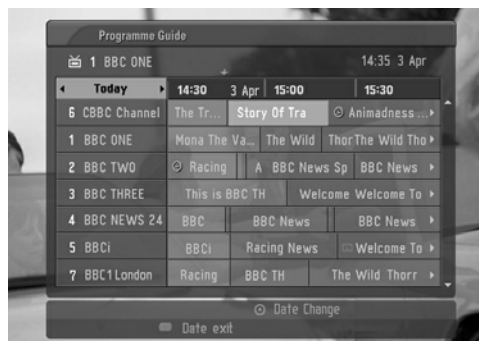 Programme Guide
1 BBC ONE 14:35 3 Apr
Today 14:30 3 Apr 15:00 15:30
6 CBBC Channel The Tr... Story Of Tra Animadness ...
1 BBC ONE Mona The Va... The Wild Thor The Wild Tho
2 BBC TWO Racing A BBC News Sp BBC News
3 BBC THREE This is BBC TH Welcome Welcome To
4 BBC NEWS 24 BBC BBC News BBC News
5 BBCi BBCi Racing News Welcome To
7 BBC1 London Racing BBC TH The Wild Thorr
Date Change
Date exit